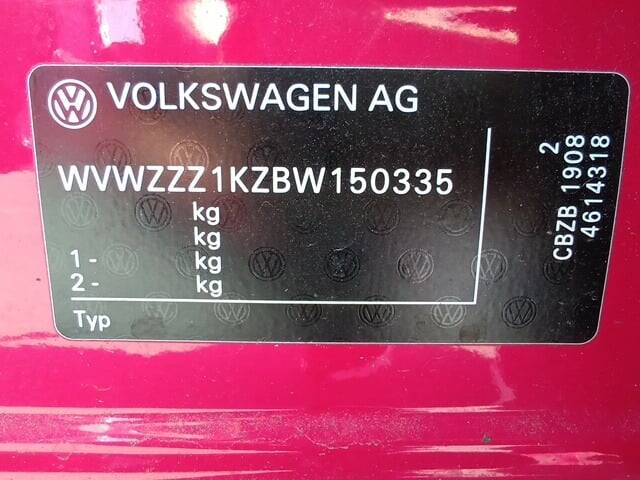 VOLKSWAGEN AG
WVWZZZ1KZBW150335
kg
kg
1- kg
2- kg
Typ
2
CBZB 1908
4614318